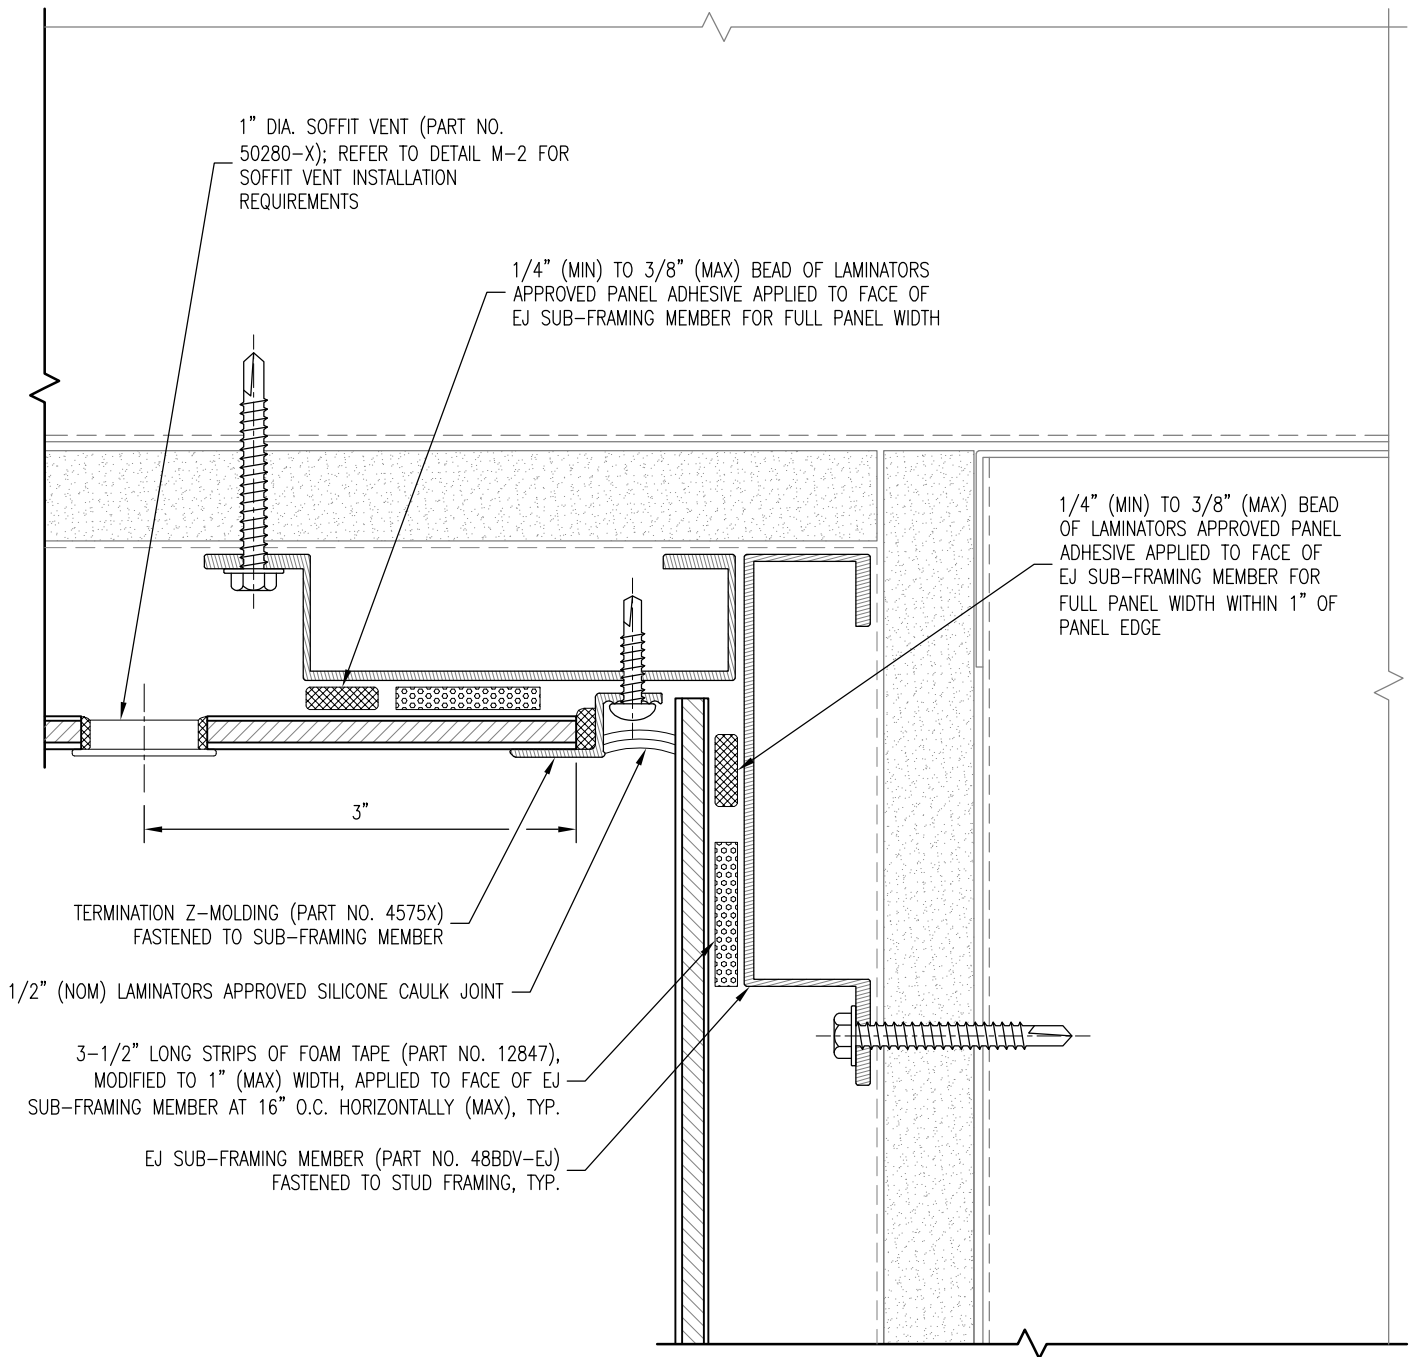 1” DIA. SOFFIT VENT (PART NO.
50280-X); REFER TO DETAIL M-2 FOR
SOFFIT VENT INSTALLATION
REQUIREMENTS
1/4” (MIN) TO 3/8” (MAX) BEAD OF LAMINATORS
APPROVED PANEL ADHESIVE APPLIED TO FACE OF
EJ SUB-FRAMING MEMBER FOR FULL PANEL WIDTH
1/4” (MIN) TO 3/8” (MAX) BEAD
OF LAMINATORS APPROVED PANEL
ADHESIVE APPLIED TO FACE OF
EJ SUB-FRAMING MEMBER FOR
FULL PANEL WIDTH WITHIN 1” OF
PANEL EDGE
3”
TERMINATION Z-MOLDING (PART NO. 4575X)
FASTENED TO SUB-FRAMING MEMBER
1/2” (NOM) LAMINATORS APPROVED SILICONE CAULK JOINT
3-1/2” LONG STRIPS OF FOAM TAPE (PART NO. 12847),
MODIFIED TO 1” (MAX) WIDTH, APPLIED TO FACE OF EJ
SUB-FRAMING MEMBER AT 16” O.C. HORIZONTALLY (MAX), TYP.
EJ SUB-FRAMING MEMBER (PART NO. 48BDV-EJ)
FASTENED TO STUD FRAMING, TYP.